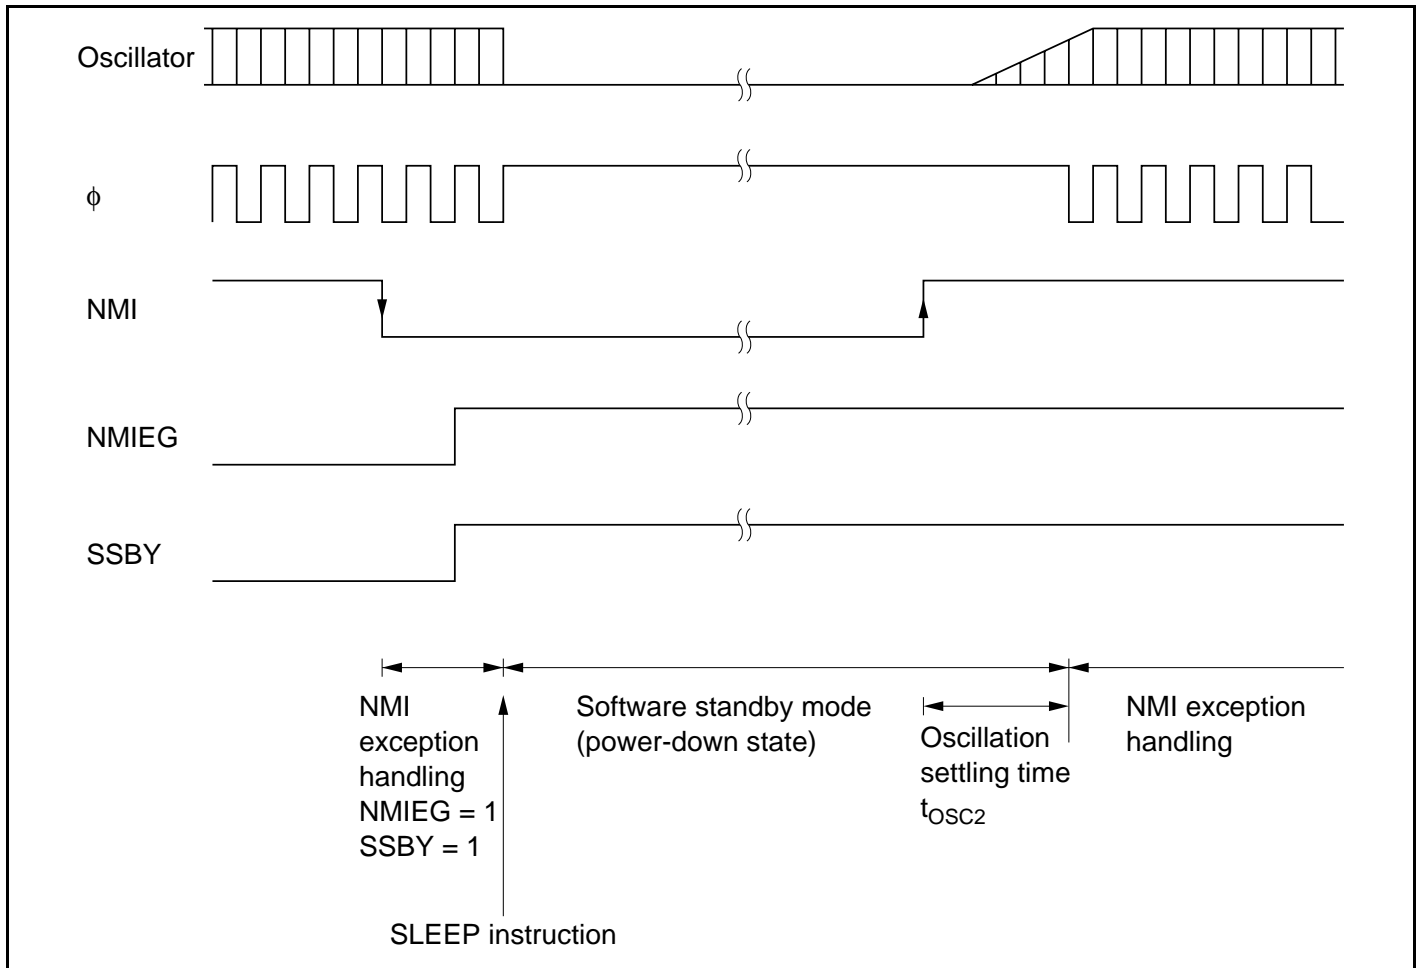 Oscillator
ϕ
NMI
NMIEG
SSBY
NMI
exception
handling
NMIEG = 1
SSBY = 1
Software standby mode
(power-down state)
Oscillation
settling time
tOSC2
NMI exception
handling
SLEEP instruction